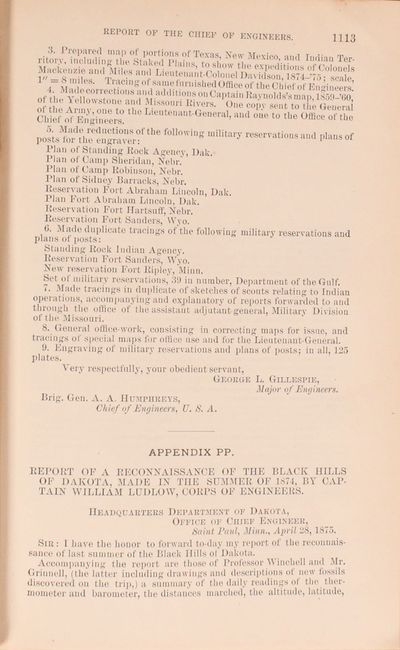 REPORT OF THE CHIEF OF ENGINEERS. 1113
3. Prepared map of portions of Texas, New Mexico, and Indian Ter-
ritory, including the Staked Plains, to show the expeditions of Colonels
Mackenzie and Miles and Lieutenant-Colonel Davidson, 1874–'75; scale,
1" = 8 miles. Tracing of same furnished Office of the Chief of Engineers.
4. Made corrections and additions on Captain Raynolds's map, 1859–'60,
of the Yellowstone and Missouri Rivers. One copy sent to the General
of the Army, one to the Lieutenant-General, and one to the Office of the
Chief of Engineers.
5. Made reductions of the following military reservations and plans of
posts for the engraver:
Plan of Standing Rock Agency, Dak.
Plan of Camp Sheridan, Nebr.
Plan of Camp Robinson, Nebr.
Plan of Sidney Barracks, Nebr.
Reservation Fort Abraham Lincoln, Dak.
Plan Fort Abraham Lincoln, Dak.
Reservation Fort Hartsuff, Nebr.
Reservation Fort Sanders, Wyo.
6. Made duplicate tracings of the following military reservations and
plans of posts:
Standing Rock Indian Agency.
Reservation Fort Sanders, Wyo.
New reservation Fort Ripley, Minn.
Set of military reservations, 39 in number, Department of the Gulf.
7. Made tracings in duplicate of sketches of scouts relating to Indian
operations, accompanying and explanatory of reports forwarded to and
through the office of the assistant adjutant general, Military Division
of the Missouri.
8. General office-work, consisting in correcting maps for issue, and
tracings of special maps for office use and for the Lieutenant-General.
9. Engraving of military reservations and plans of posts; in all, 125
plates.
Very respectfully, your obedient servant,
GEORGE L. GILLESPIE,
Major of Engineers.
Brig. Gen. A. A. HUMPHREYS,
Chief of Engineers, U. S. A.
APPENDIX PP.
REPORT OF A RECONNAISSANCE OF THE BLACK HILLS
OF DAKOTA, MADE IN THE SUMMER OF 1874, BY CAP-
TAIN WILLIAM LUDLOW, CORPS OF ENGINEERS.
HEADQUARTERS DEPARTMENT OF DAKOTA,
OFFICE OF CHIEF ENGINEER,
Saint Paul, Minn., April 28, 1875.
SIR: I have the honor to forward to-day my report of the reconnais-
sance of last summer of the Black Hills of Dakota.
Accompanying the report are those of Professor Winchell and Mr.
Grinnell, (the latter including drawings and descriptions of new fossils
discovered on the trip,) a summary of the daily readings of the ther-
mometer and barometer, the distances marched, the altitude, latitude,